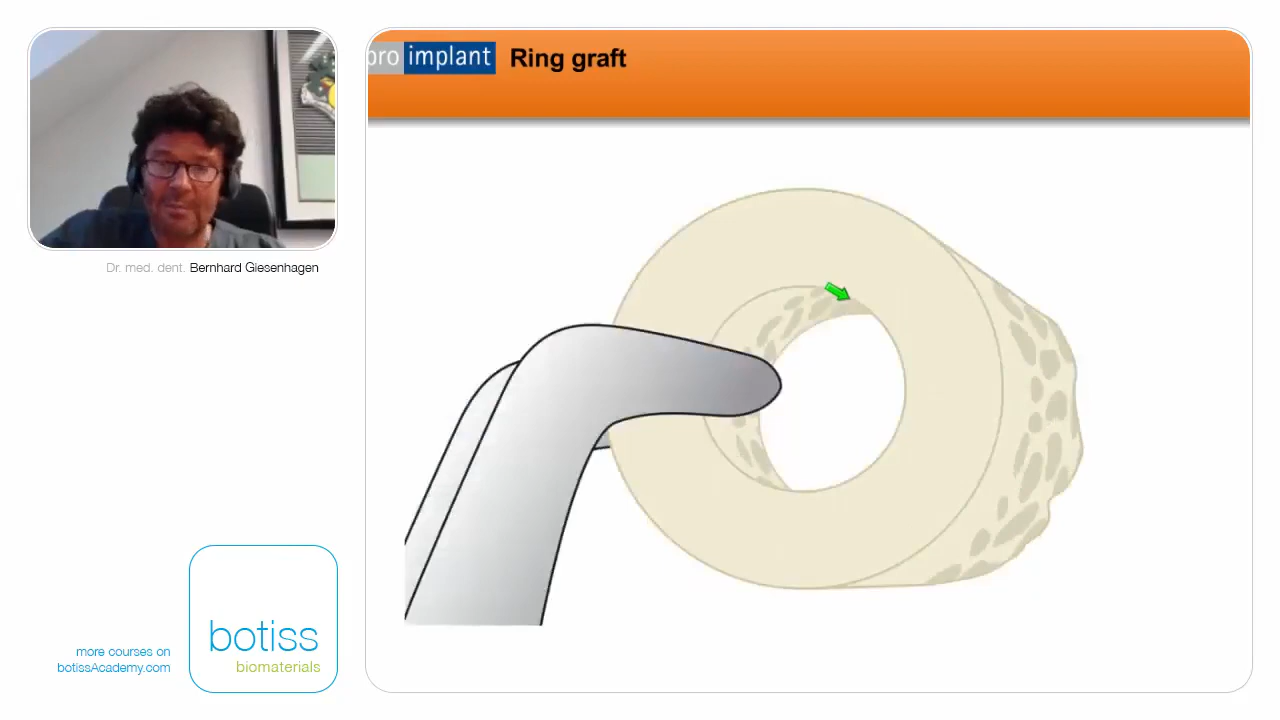 pro implant Ring graft
Dr. med. dent. Bernhard Giesenhagen
more courses on
botissAcademy.com
botiss
biomaterials